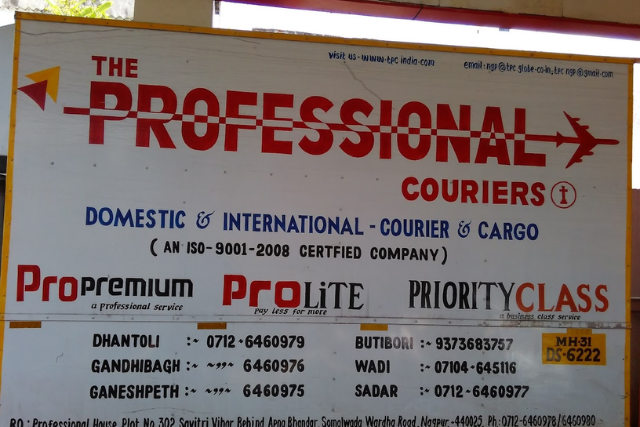 visit us - www.tpc india.com
email: ngp@tpc globe.co.in, tpc ngp@gmail.com
THE
PROFESSIONAL
COURIERS
DOMESTIC & INTERNATIONAL - COURIER & CARGO
( AN ISO-9001-2008 CERTFIED COMPANY )
Pro PREMIUM
a professional service
Pro LiTE
pay less for more
PRIORITY CLASS
a business class service
DHANTOLI :- 0712-6460979
GANDHIBAGH :- -"- 6460976
GANESHPETH :- -"- 6460975
BUTIBORI :- 9373683757
WADI :- 07104-645116
SADAR :- 0712-6460977
MH-31
DS-6222
RO : Professional House, Plot No. 302, Savitri Vihar, Behind Apna Bhandar, Somalwada Wardha Road, Nagpur-440025, Ph: 0712-6460978/6460980